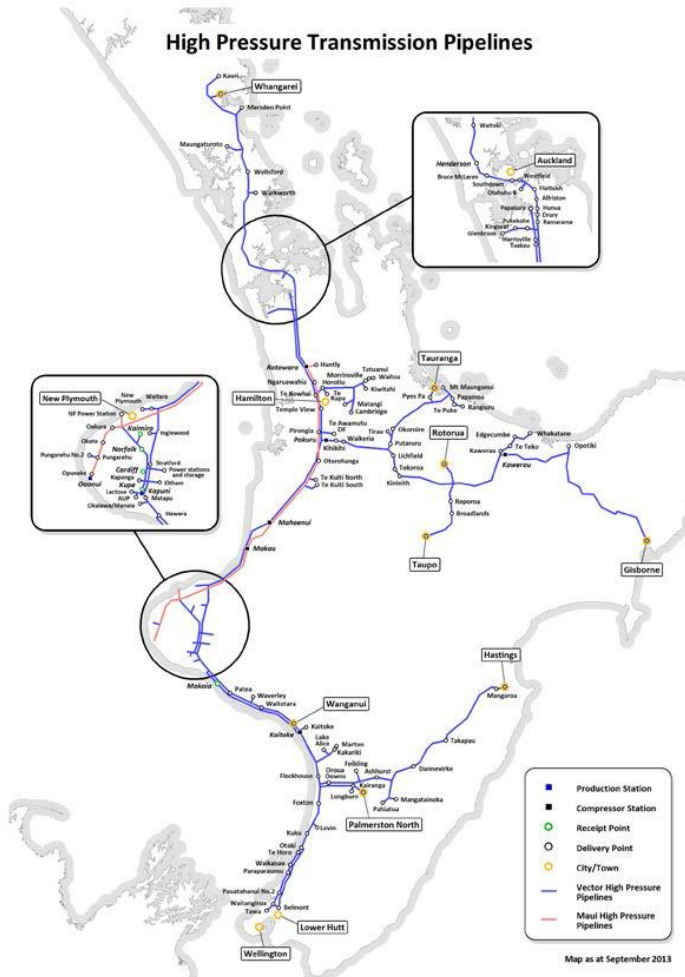 High Pressure Transmission Pipelines
Kauri
Whangarei
Marsden Point
Maungaturoto
Wellsford
Warkworth
Waitoki
Henderson
Auckland
Bruce McLaren
Westfield
Southdown
Otahuhu B
Flatbush
Alfriston
Papakura
Hunua
Drury
Pukekohe
Ramarama
Kingseat
Glenbrook
Harrisville
Tuakau
Rotowaro
Huntly
Ngaruawahia
Morrinsville
Tatuanui
Waitoa
Horotiu
Kiwitahi
Te Kowhai
Te
Rapa
Hamilton
Matangi
Temple View
Cambridge
Tauranga
Mt Maunganui
Pyes Pa
Papamoa
Te Puke
Rangiuru
Pirongia
Te Awamutu
DF
Pokuru
Kihikihi
Waikeria
Tirau
Okoroire
Putaruru
Lichfield
Tokoroa
Kinleith
Rotorua
Edgecumbe
Whakatane
Te Teko
Opotiki
Kawerau
Kawerau
Otorohanga
Te Kuiti North
Te Kuiti South
Reporoa
Broadlands
Taupo
Gisborne
Mahoenui
Mokau
New Plymouth
New
Plymouth
Waitara
NP Power Station
Oakura
Kaimiro
Inglewood
Okato
Norfolk
Pungarehu No.2
Pungarehu
Stratford
Cardiff
Power stations
and storage
Opunake
Kaponga
Eltham
Oaonui
Kupe
Lactose
Kapuni
AUP
Matapu
Okaiawa/Manaia
Hawera
Mokoia
Patea
Waverley
Waitotara
Wanganui
Kaitoke
Kaitoke
Lake
Alice
Marton
Kakariki
Hastings
Mangaroa
Takapau
Dannevirke
Feilding
Oroua
Downs
Ashhurst
Flockhouse
Kairanga
Longburn
Mangatainoka
Pahiatua
Palmerston North
Foxton
Levin
Kuku
Otaki
Te Horo
Waikanae
Paraparaumu
Pauatahanui No.2
Waitangirua
Belmont
Tawa
Lower Hutt
Wellington
Production Station
Compressor Station
Receipt Point
Delivery Point
City/Town
Vector High Pressure
Pipelines
Maui High Pressure
Pipelines
Map as at September 2013